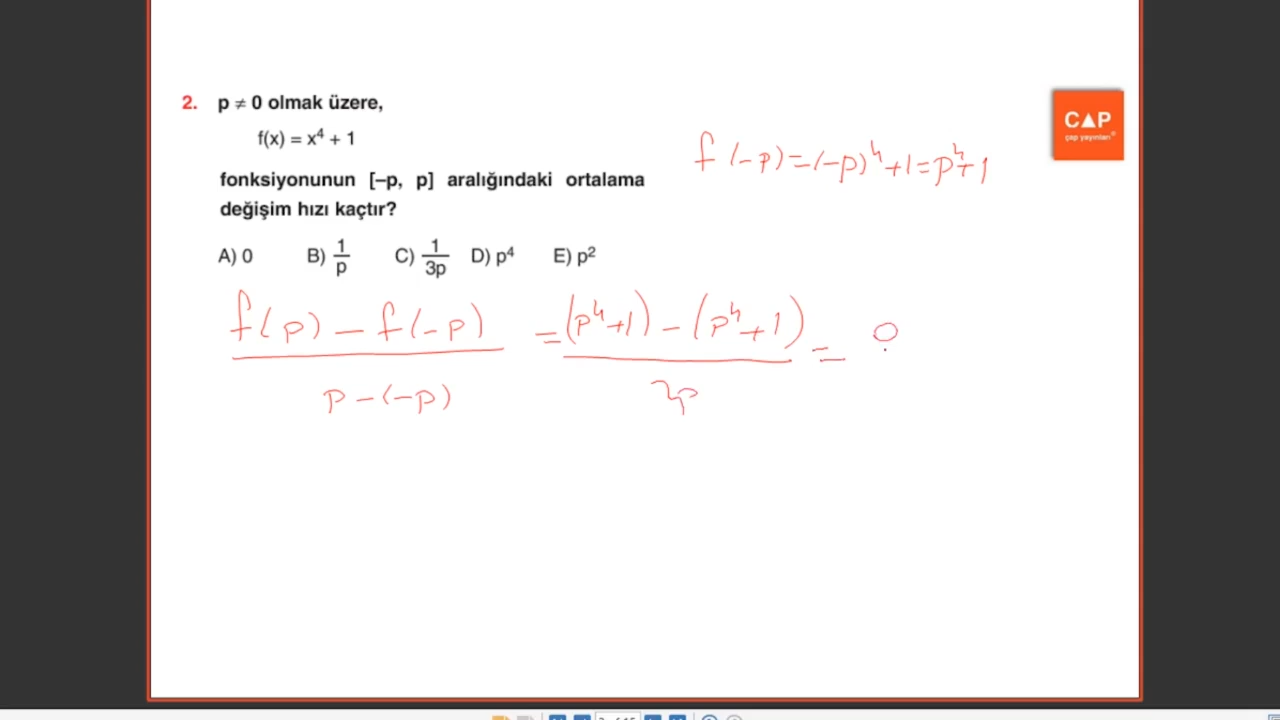 2. p ≠ 0 olmak üzere,
f(x) = x⁴ + 1
fonksiyonunun [–p, p] aralığındaki ortalama
değişim hızı kaçtır?
A) 0 B) 1/p C) 1/3p D) p⁴ E) p²
CAP
çap yayınları
f(-p)=(-p)⁴+1=p⁴+1
f(p) - f(-p) / p-(-p) = (p⁴+1) - (p⁴+1) / 2p =